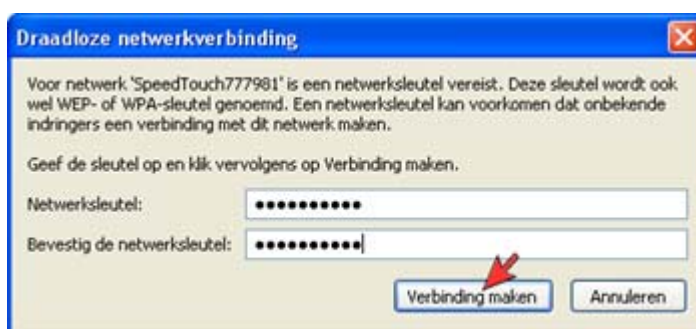 Draadloze netwerkverbinding
Voor netwerk 'SpeedTouch777981' is een netwerksleutel vereist. Deze sleutel wordt ook
wel WEP- of WPA-sleutel genoemd. Een netwerksleutel kan voorkomen dat onbekende
indringers een verbinding met dit netwerk maken.
Geef de sleutel op en klik vervolgens op Verbinding maken.
Netwerksleutel: ●●●●●●●●●●
Bevestig de netwerksleutel: ●●●●●●●●●●
Verbinding maken Annuleren